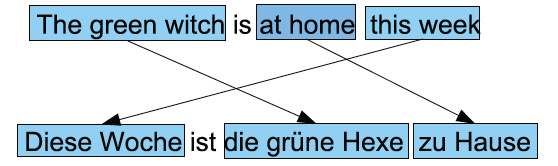 The green witch is at home this week
Diese Woche ist die grüne Hexe zu Hause